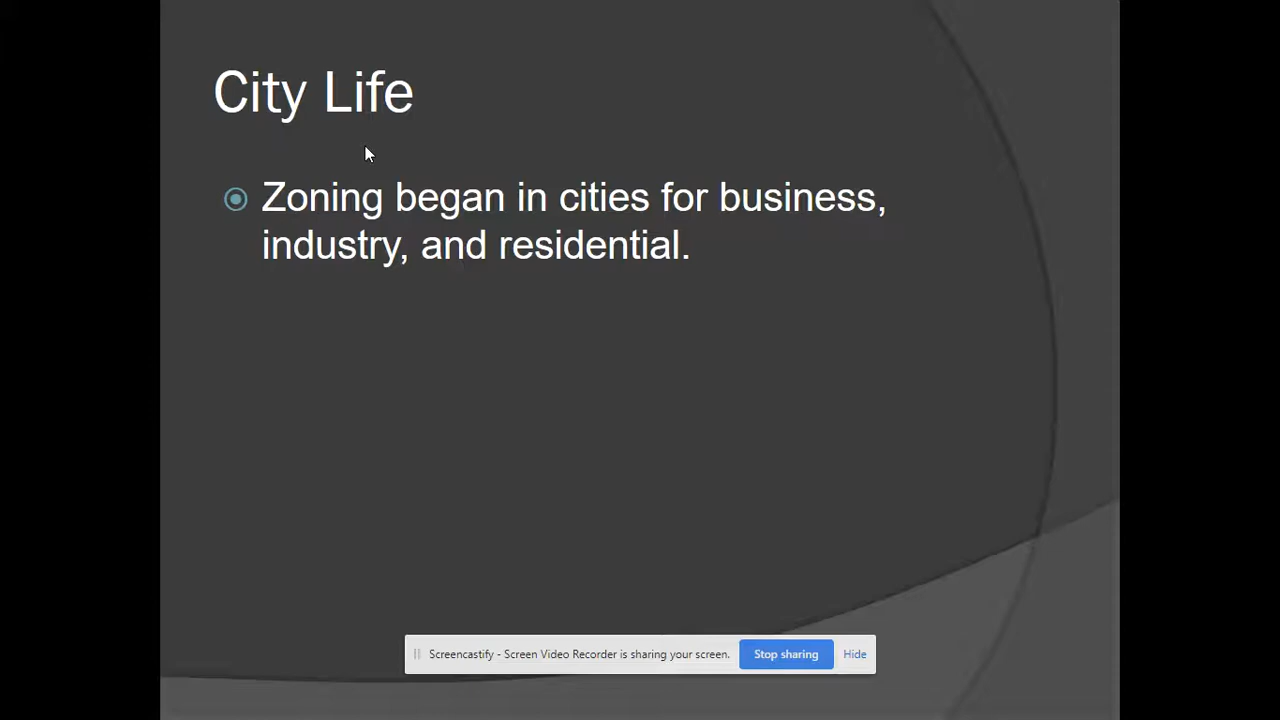 City Life
Zoning began in cities for business,
industry, and residential.
Screencastify - Screen Video Recorder is sharing your screen. Stop sharing Hide